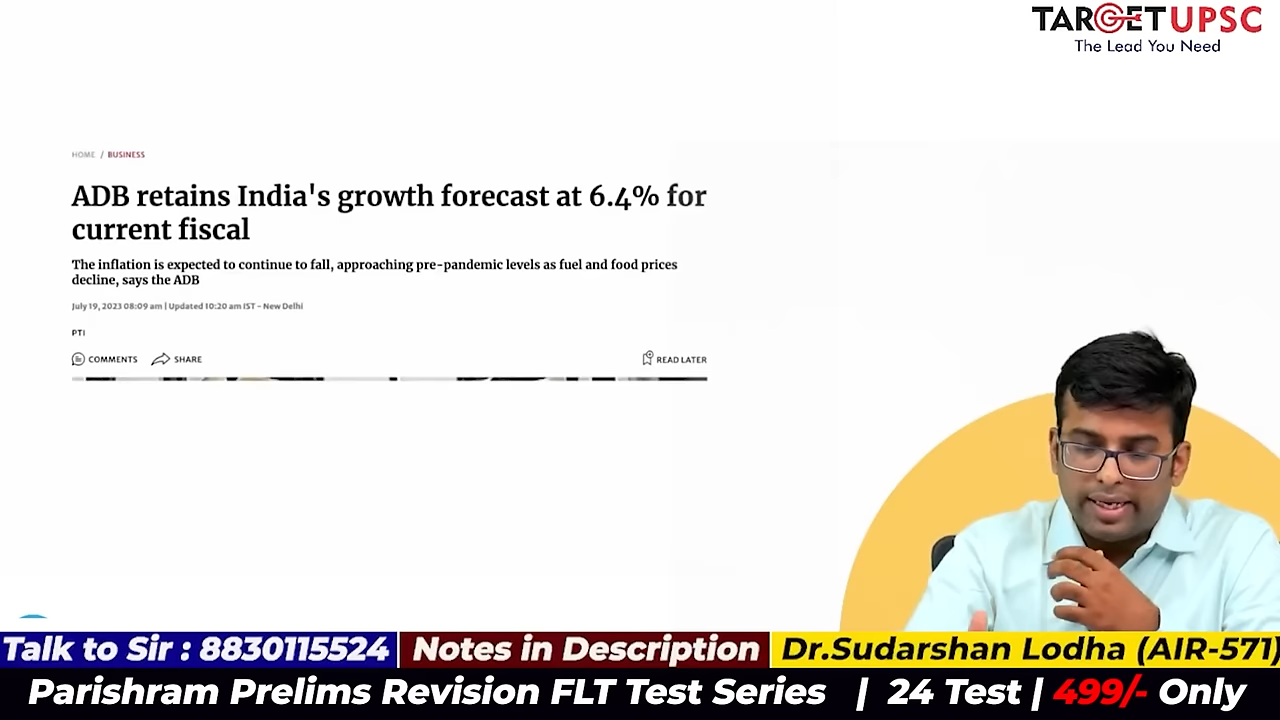 TARGET UPSC
The Lead You Need
HOME / BUSINESS
ADB retains India's growth forecast at 6.4% for
current fiscal
The inflation is expected to continue to fall, approaching pre-pandemic levels as fuel and food prices
decline, says the ADB
July 19, 2023 08:09 am | Updated 10:20 am IST - New Delhi
PTI
COMMENTS SHARE READ LATER
Talk to Sir : 8830115524 Notes in Description Dr.Sudarshan Lodha (AIR-571)
Parishram Prelims Revision FLT Test Series | 24 Test | 499/- Only